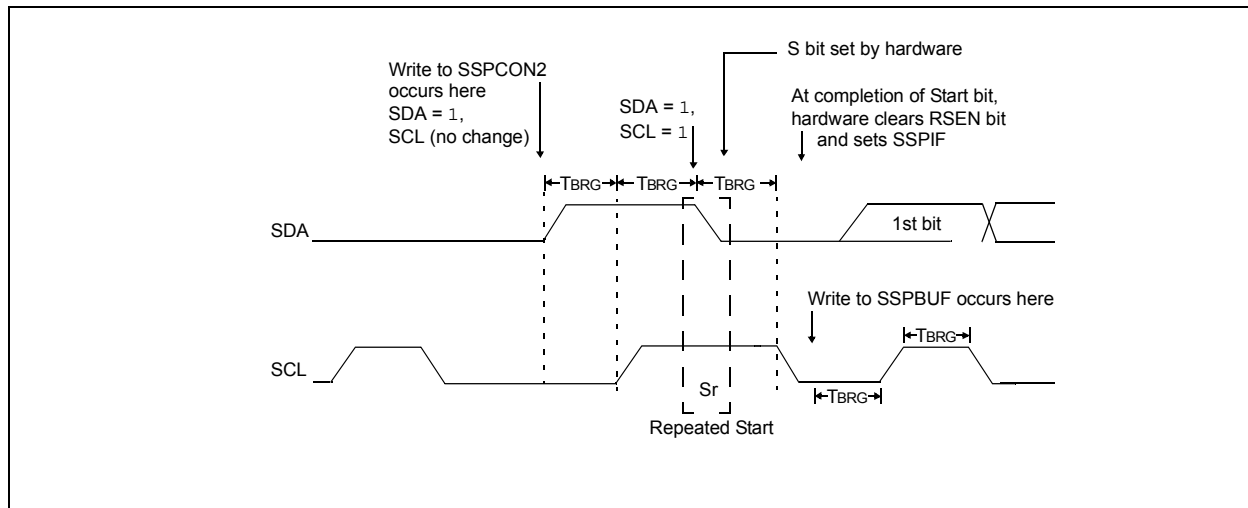 S bit set by hardware
Write to SSPCON2
occurs here
SDA = 1,
SCL (no change)
SDA = 1,
SCL = 1
At completion of Start bit,
hardware clears RSEN bit
and sets SSPIF
TBRG
TBRG
TBRG
SDA
1st bit
Write to SSPBUF occurs here
TBRG
SCL
Sr
TBRG
Repeated Start